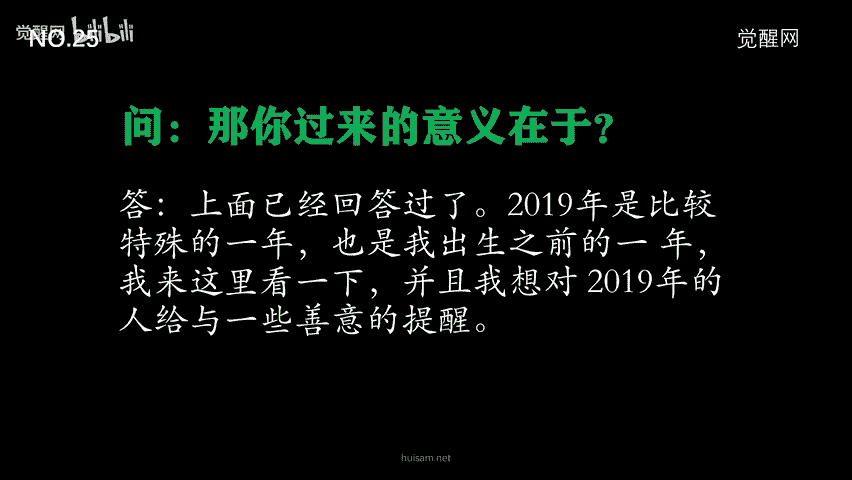 觉醒网 bilibili
NO.25
觉醒网
问：那你过来的意义在于？
答：上面已经回答过了。2019年是比较
特殊的一年，也是我出生之前的一 年，
我来这里看一下，并且我想对 2019年的
人给与一些善意的提醒。
huisam.net